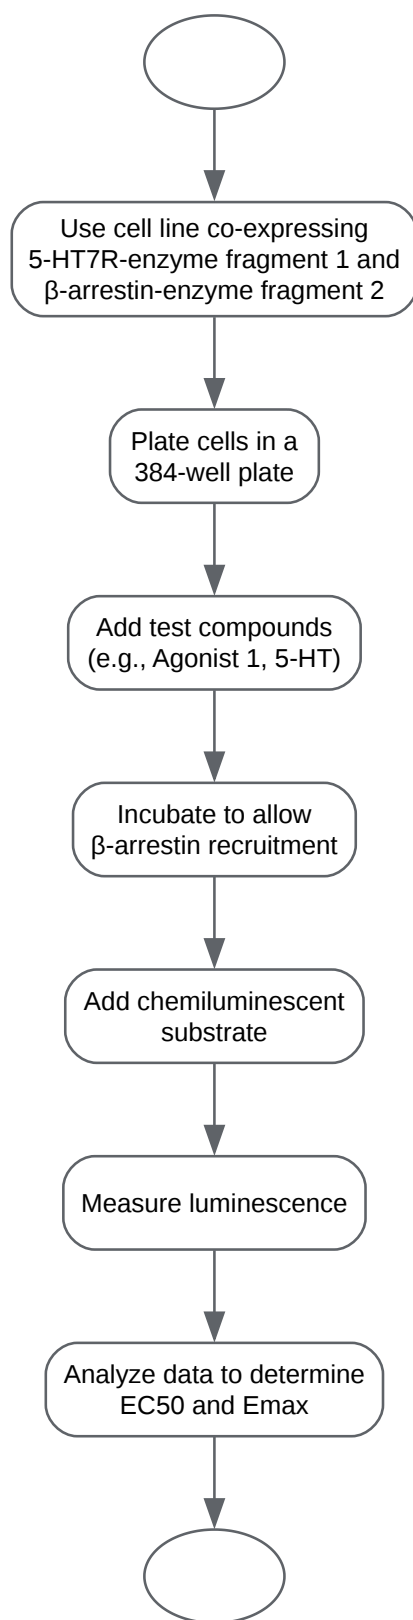 Use cell line co-expressing
5-HT7R-enzyme fragment 1 and
β-arrestin-enzyme fragment 2
Plate cells in a
384-well plate
Add test compounds
(e.g., Agonist 1, 5-HT)
Incubate to allow
β-arrestin recruitment
Add chemiluminescent
substrate
Measure luminescence
Analyze data to determine
EC50 and Emax